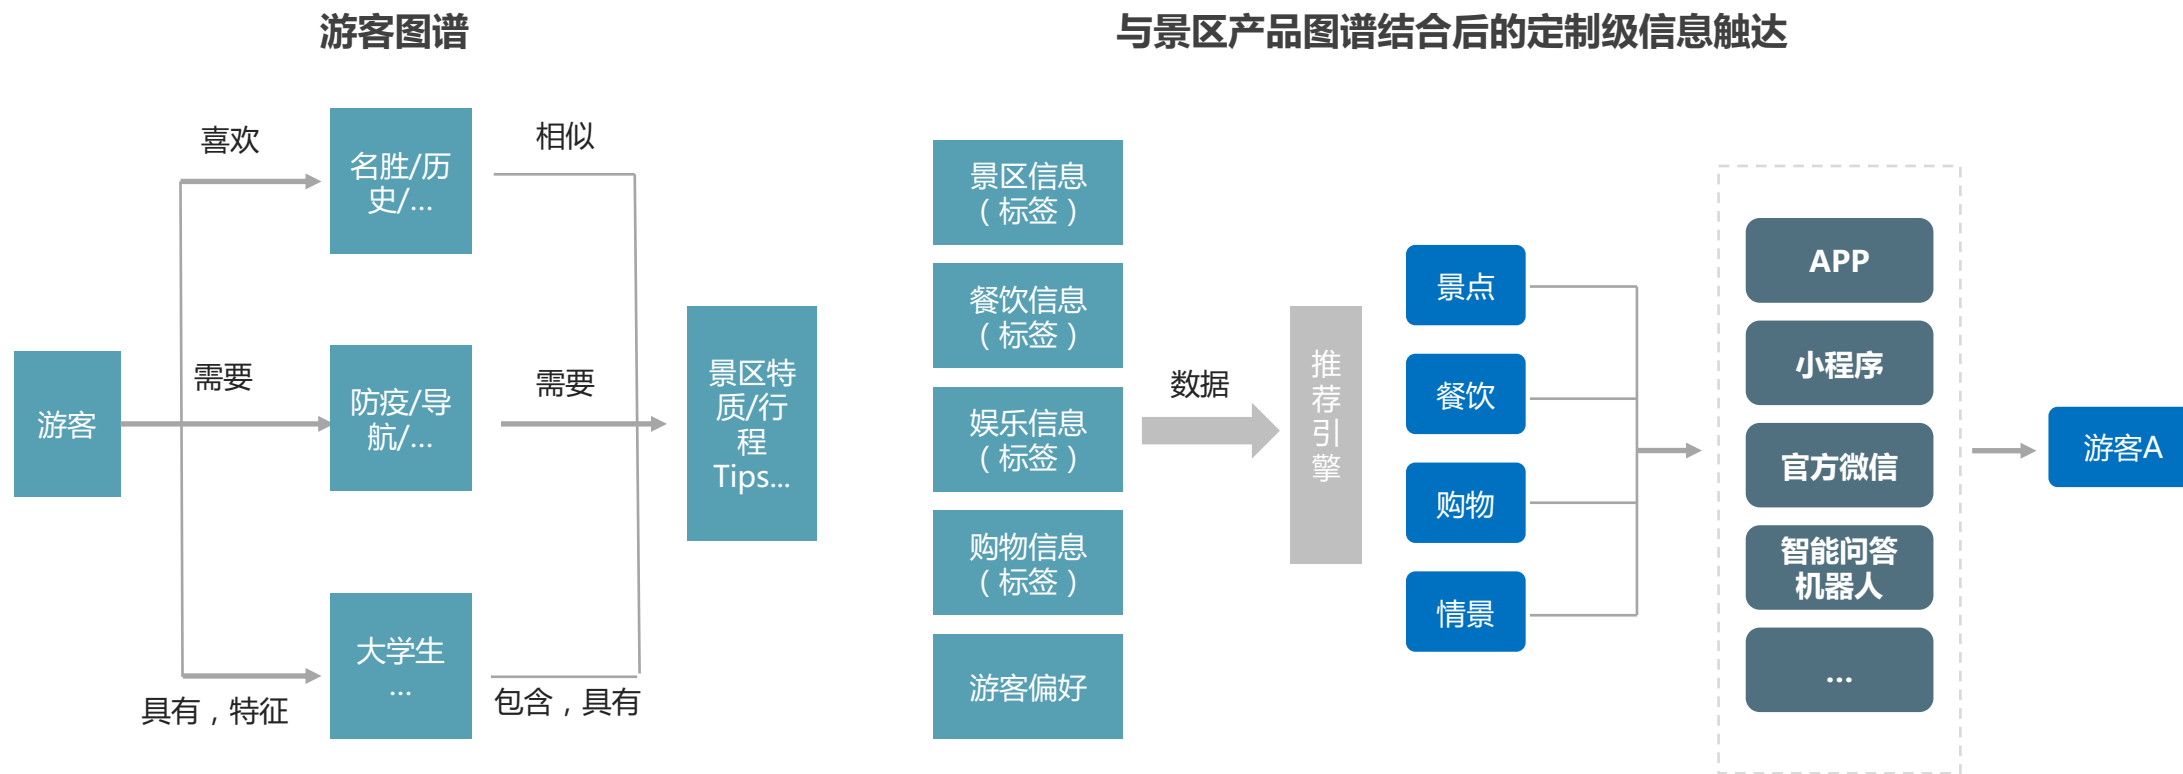 游客图谱
与景区产品图谱结合后的定制级信息触达
游客
喜欢
需要
具有，特征
名胜/历
史/...
防疫/导
航/...
大学生
...
相似
需要
包含，具有
景区特
质/行
程
Tips...
景区信息
（标签）
餐饮信息
（标签）
娱乐信息
（标签）
购物信息
（标签）
游客偏好
数据
推
荐
引
擎
景点
餐饮
购物
情景
APP
小程序
官方微信
智能问答
机器人
...
游客A